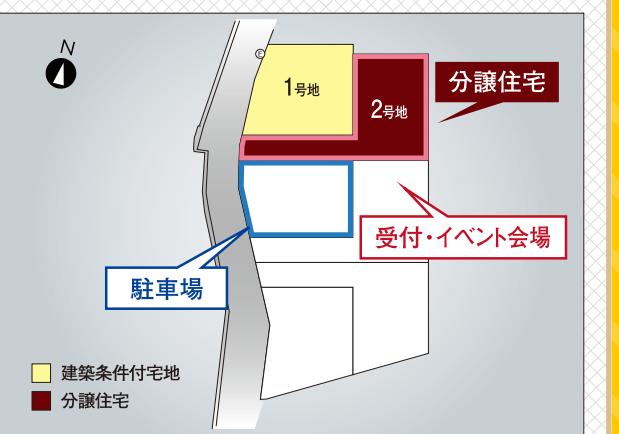 N
E
1号地
2号地
分譲住宅
受付・イベント会場
駐車場
建築条件付宅地
分譲住宅